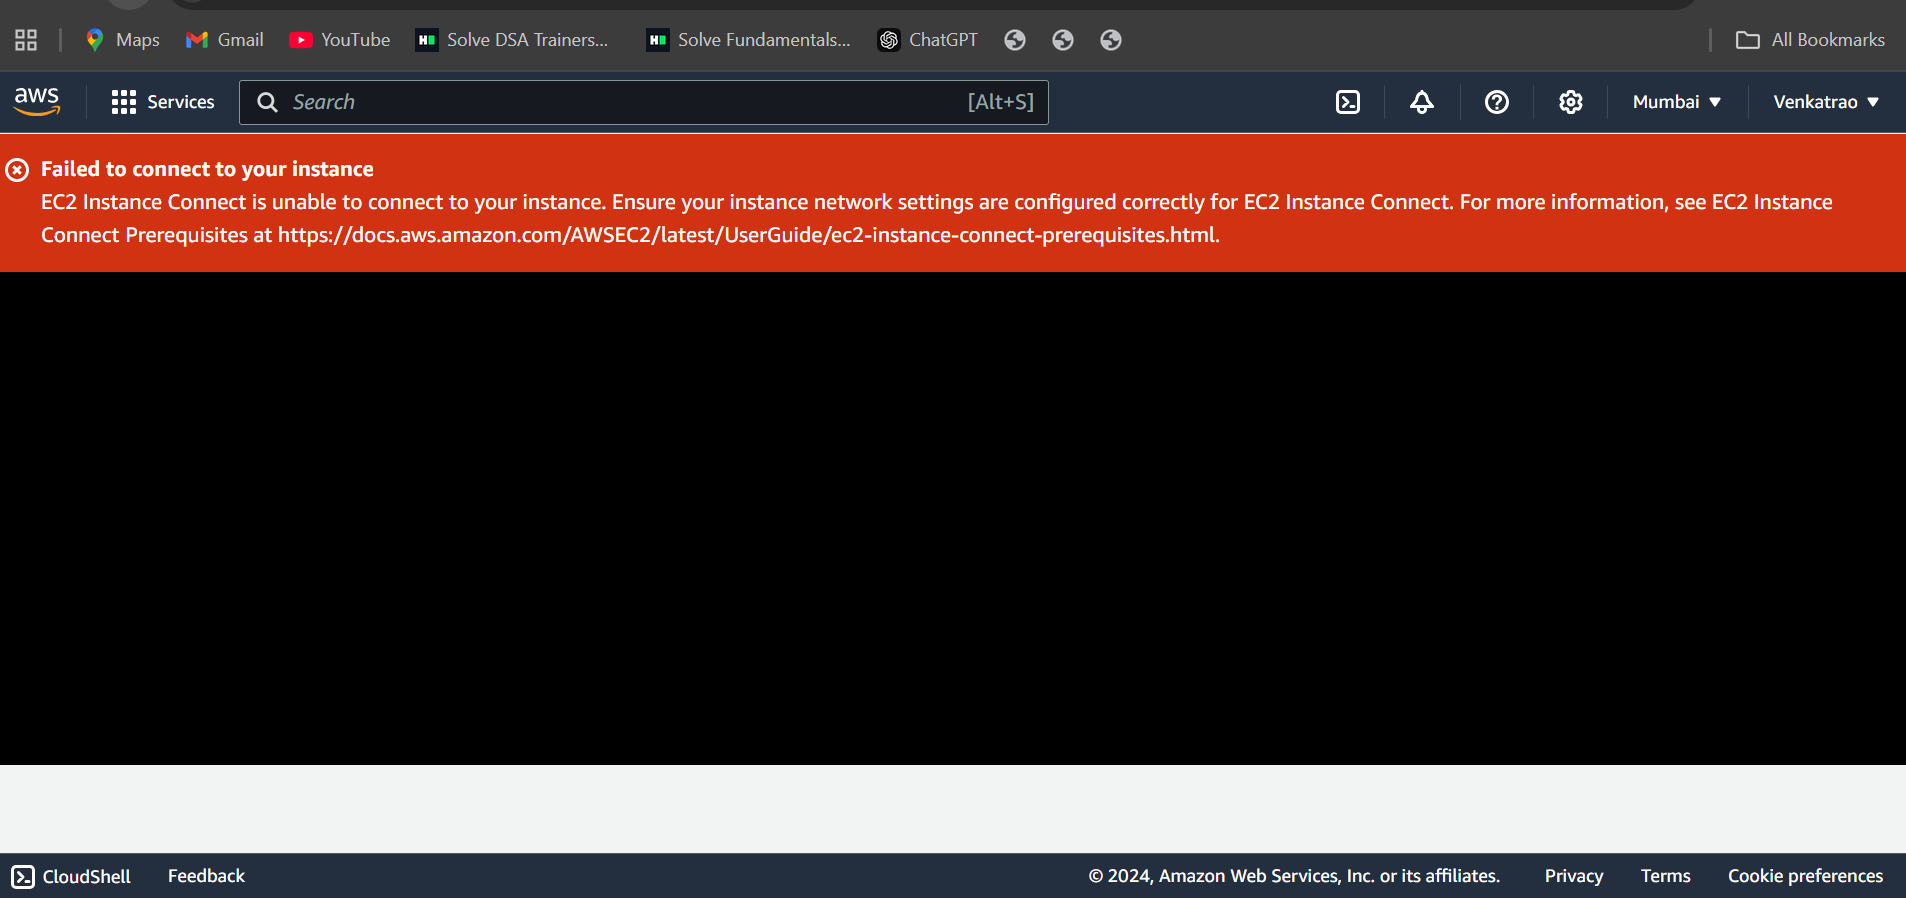 Maps Gmail YouTube Solve DSA Trainers... Solve Fundamentals... ChatGPT All Bookmarks
aws Services Search [Alt+S] Mumbai Venkatrao
Failed to connect to your instance
EC2 Instance Connect is unable to connect to your instance. Ensure your instance network settings are configured correctly for EC2 Instance Connect. For more information, see EC2 Instance
Connect Prerequisites at https://docs.aws.amazon.com/AWSEC2/latest/UserGuide/ec2-instance-connect-prerequisites.html.
CloudShell Feedback © 2024, Amazon Web Services, Inc. or its affiliates. Privacy Terms Cookie preferences